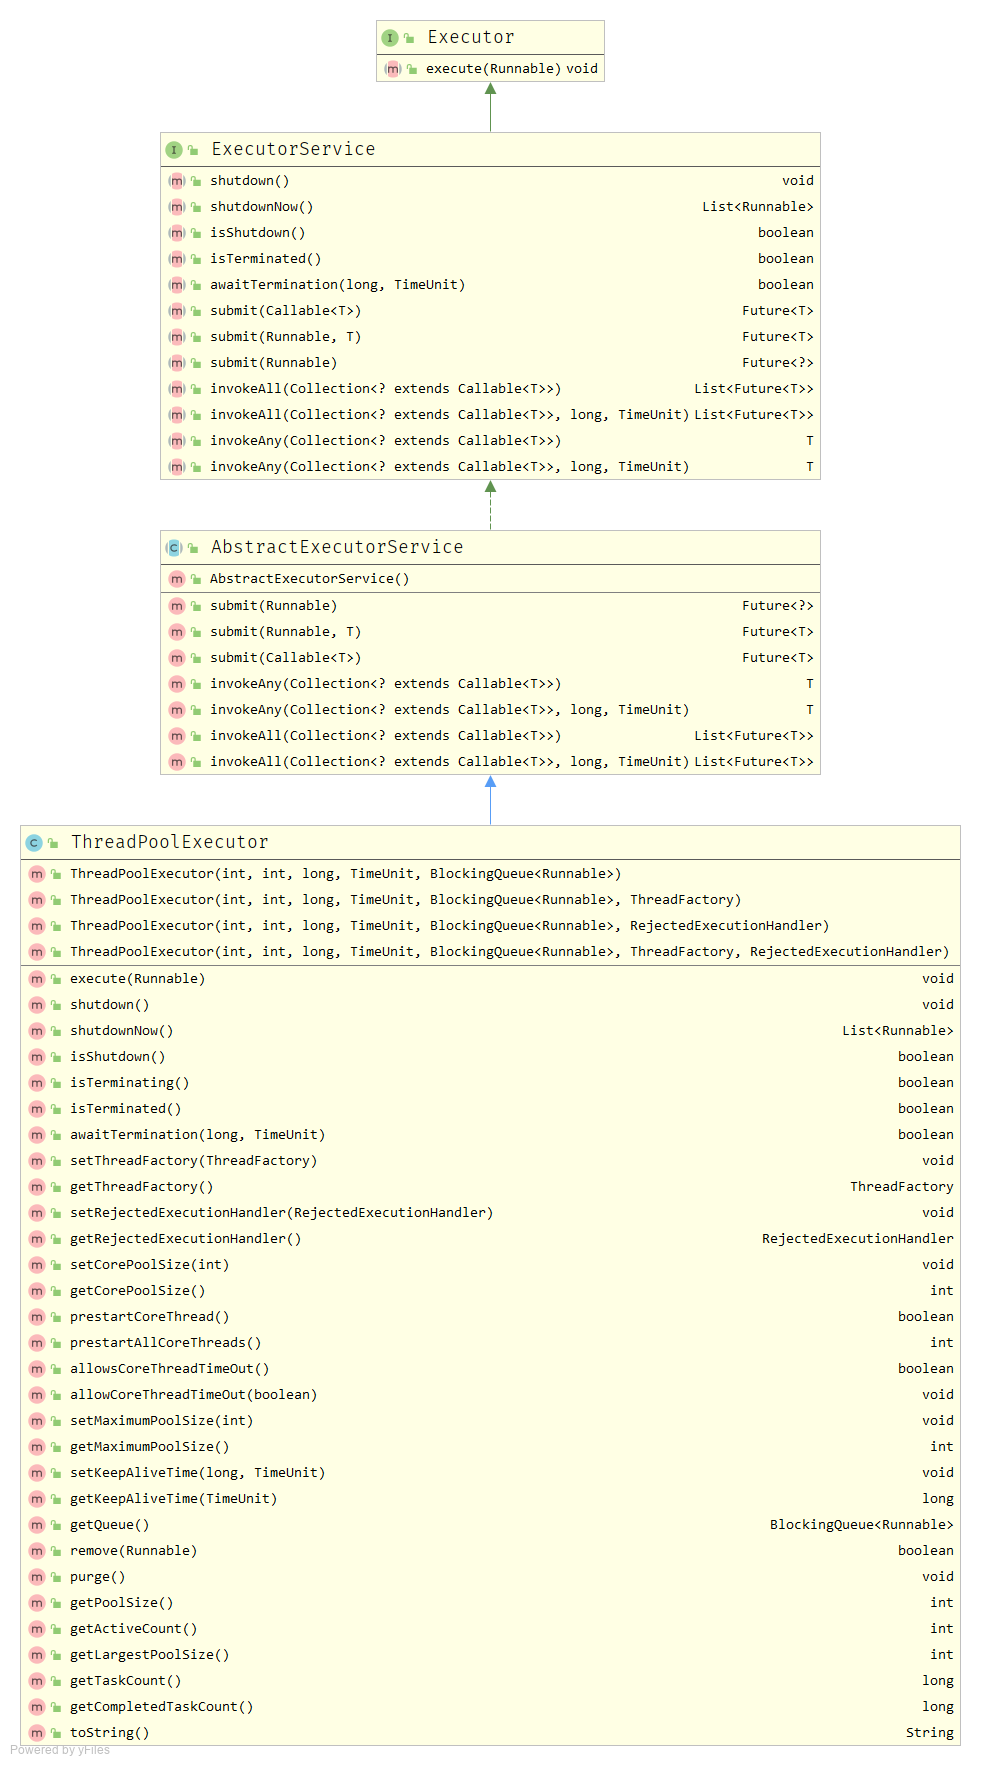 Executor
execute(Runnable) void
ExecutorService
shutdown() void
shutdownNow() List<Runnable>
isShutdown() boolean
isTerminated() boolean
awaitTermination(long, TimeUnit) boolean
submit(Callable<T>) Future<T>
submit(Runnable, T) Future<T>
submit(Runnable) Future<?>
invokeAll(Collection<? extends Callable<T>>) List<Future<T>>
invokeAll(Collection<? extends Callable<T>>, long, TimeUnit) List<Future<T>>
invokeAny(Collection<? extends Callable<T>>) T
invokeAny(Collection<? extends Callable<T>>, long, TimeUnit) T
AbstractExecutorService
AbstractExecutorService()
submit(Runnable) Future<?>
submit(Runnable, T) Future<T>
submit(Callable<T>) Future<T>
invokeAny(Collection<? extends Callable<T>>) T
invokeAny(Collection<? extends Callable<T>>, long, TimeUnit) T
invokeAll(Collection<? extends Callable<T>>) List<Future<T>>
invokeAll(Collection<? extends Callable<T>>, long, TimeUnit) List<Future<T>>
ThreadPoolExecutor
ThreadPoolExecutor(int, int, long, TimeUnit, BlockingQueue<Runnable>)
ThreadPoolExecutor(int, int, long, TimeUnit, BlockingQueue<Runnable>, ThreadFactory)
ThreadPoolExecutor(int, int, long, TimeUnit, BlockingQueue<Runnable>, RejectedExecutionHandler)
ThreadPoolExecutor(int, int, long, TimeUnit, BlockingQueue<Runnable>, ThreadFactory, RejectedExecutionHandler)
execute(Runnable) void
shutdown() void
shutdownNow() List<Runnable>
isShutdown() boolean
isTerminating() boolean
isTerminated() boolean
awaitTermination(long, TimeUnit) boolean
setThreadFactory(ThreadFactory) void
getThreadFactory() ThreadFactory
setRejectedExecutionHandler(RejectedExecutionHandler) void
getRejectedExecutionHandler() RejectedExecutionHandler
setCorePoolSize(int) void
getCorePoolSize() int
prestartCoreThread() boolean
prestartAllCoreThreads() int
allowsCoreThreadTimeOut() boolean
allowCoreThreadTimeOut(boolean) void
setMaximumPoolSize(int) void
getMaximumPoolSize() int
setKeepAliveTime(long, TimeUnit) void
getKeepAliveTime(TimeUnit) long
getQueue() BlockingQueue<Runnable>
remove(Runnable) boolean
purge() void
getPoolSize() int
getActiveCount() int
getLargestPoolSize() int
getTaskCount() long
getCompletedTaskCount() long
toString() String
Powered by yFiles